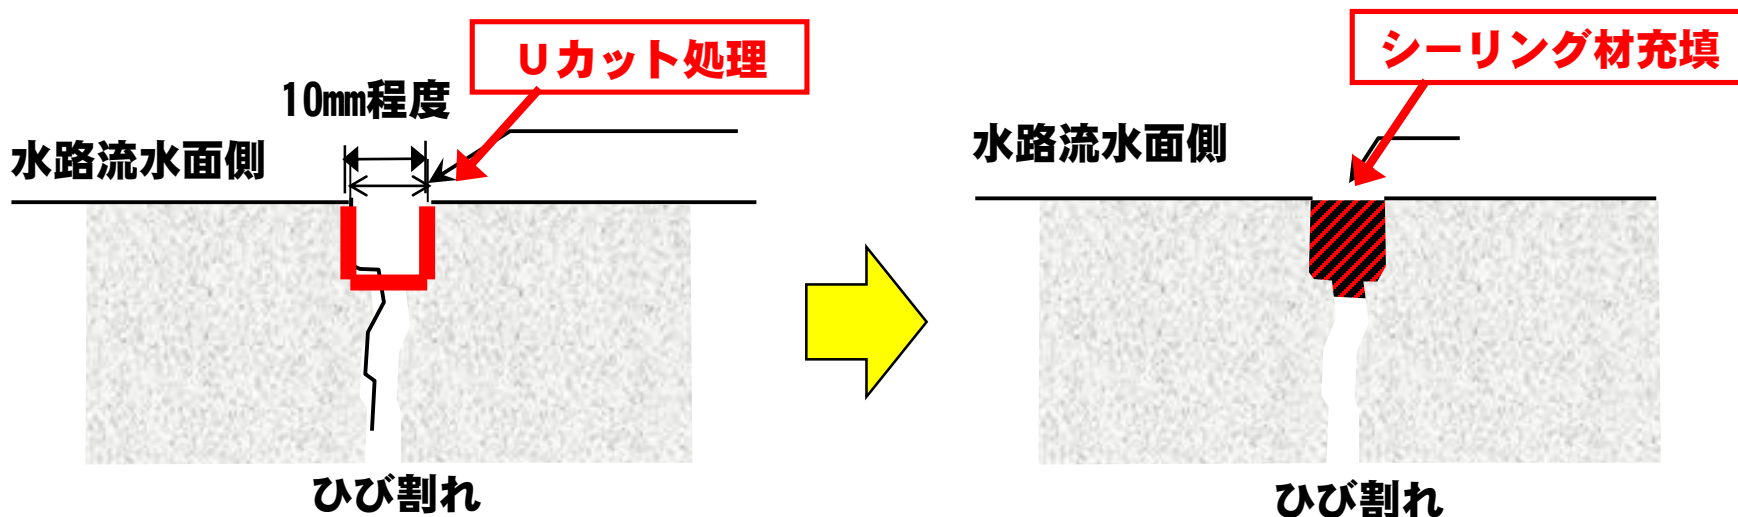 Uカット処理
10mm程度
水路流水面側
ひび割れ
シーリング材充填
水路流水面側
ひび割れ